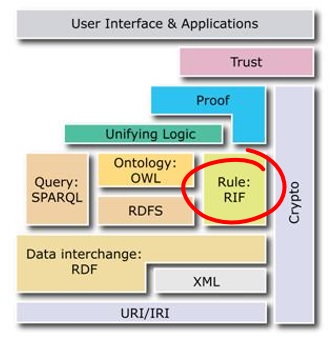 User Interface & Applications
Trust
Proof
Unifying Logic
Ontology:
OWL
Query:
SPARQL
Rule:
RIF
RDFS
Crypto
Data interchange:
RDF
XML
URI/IRI